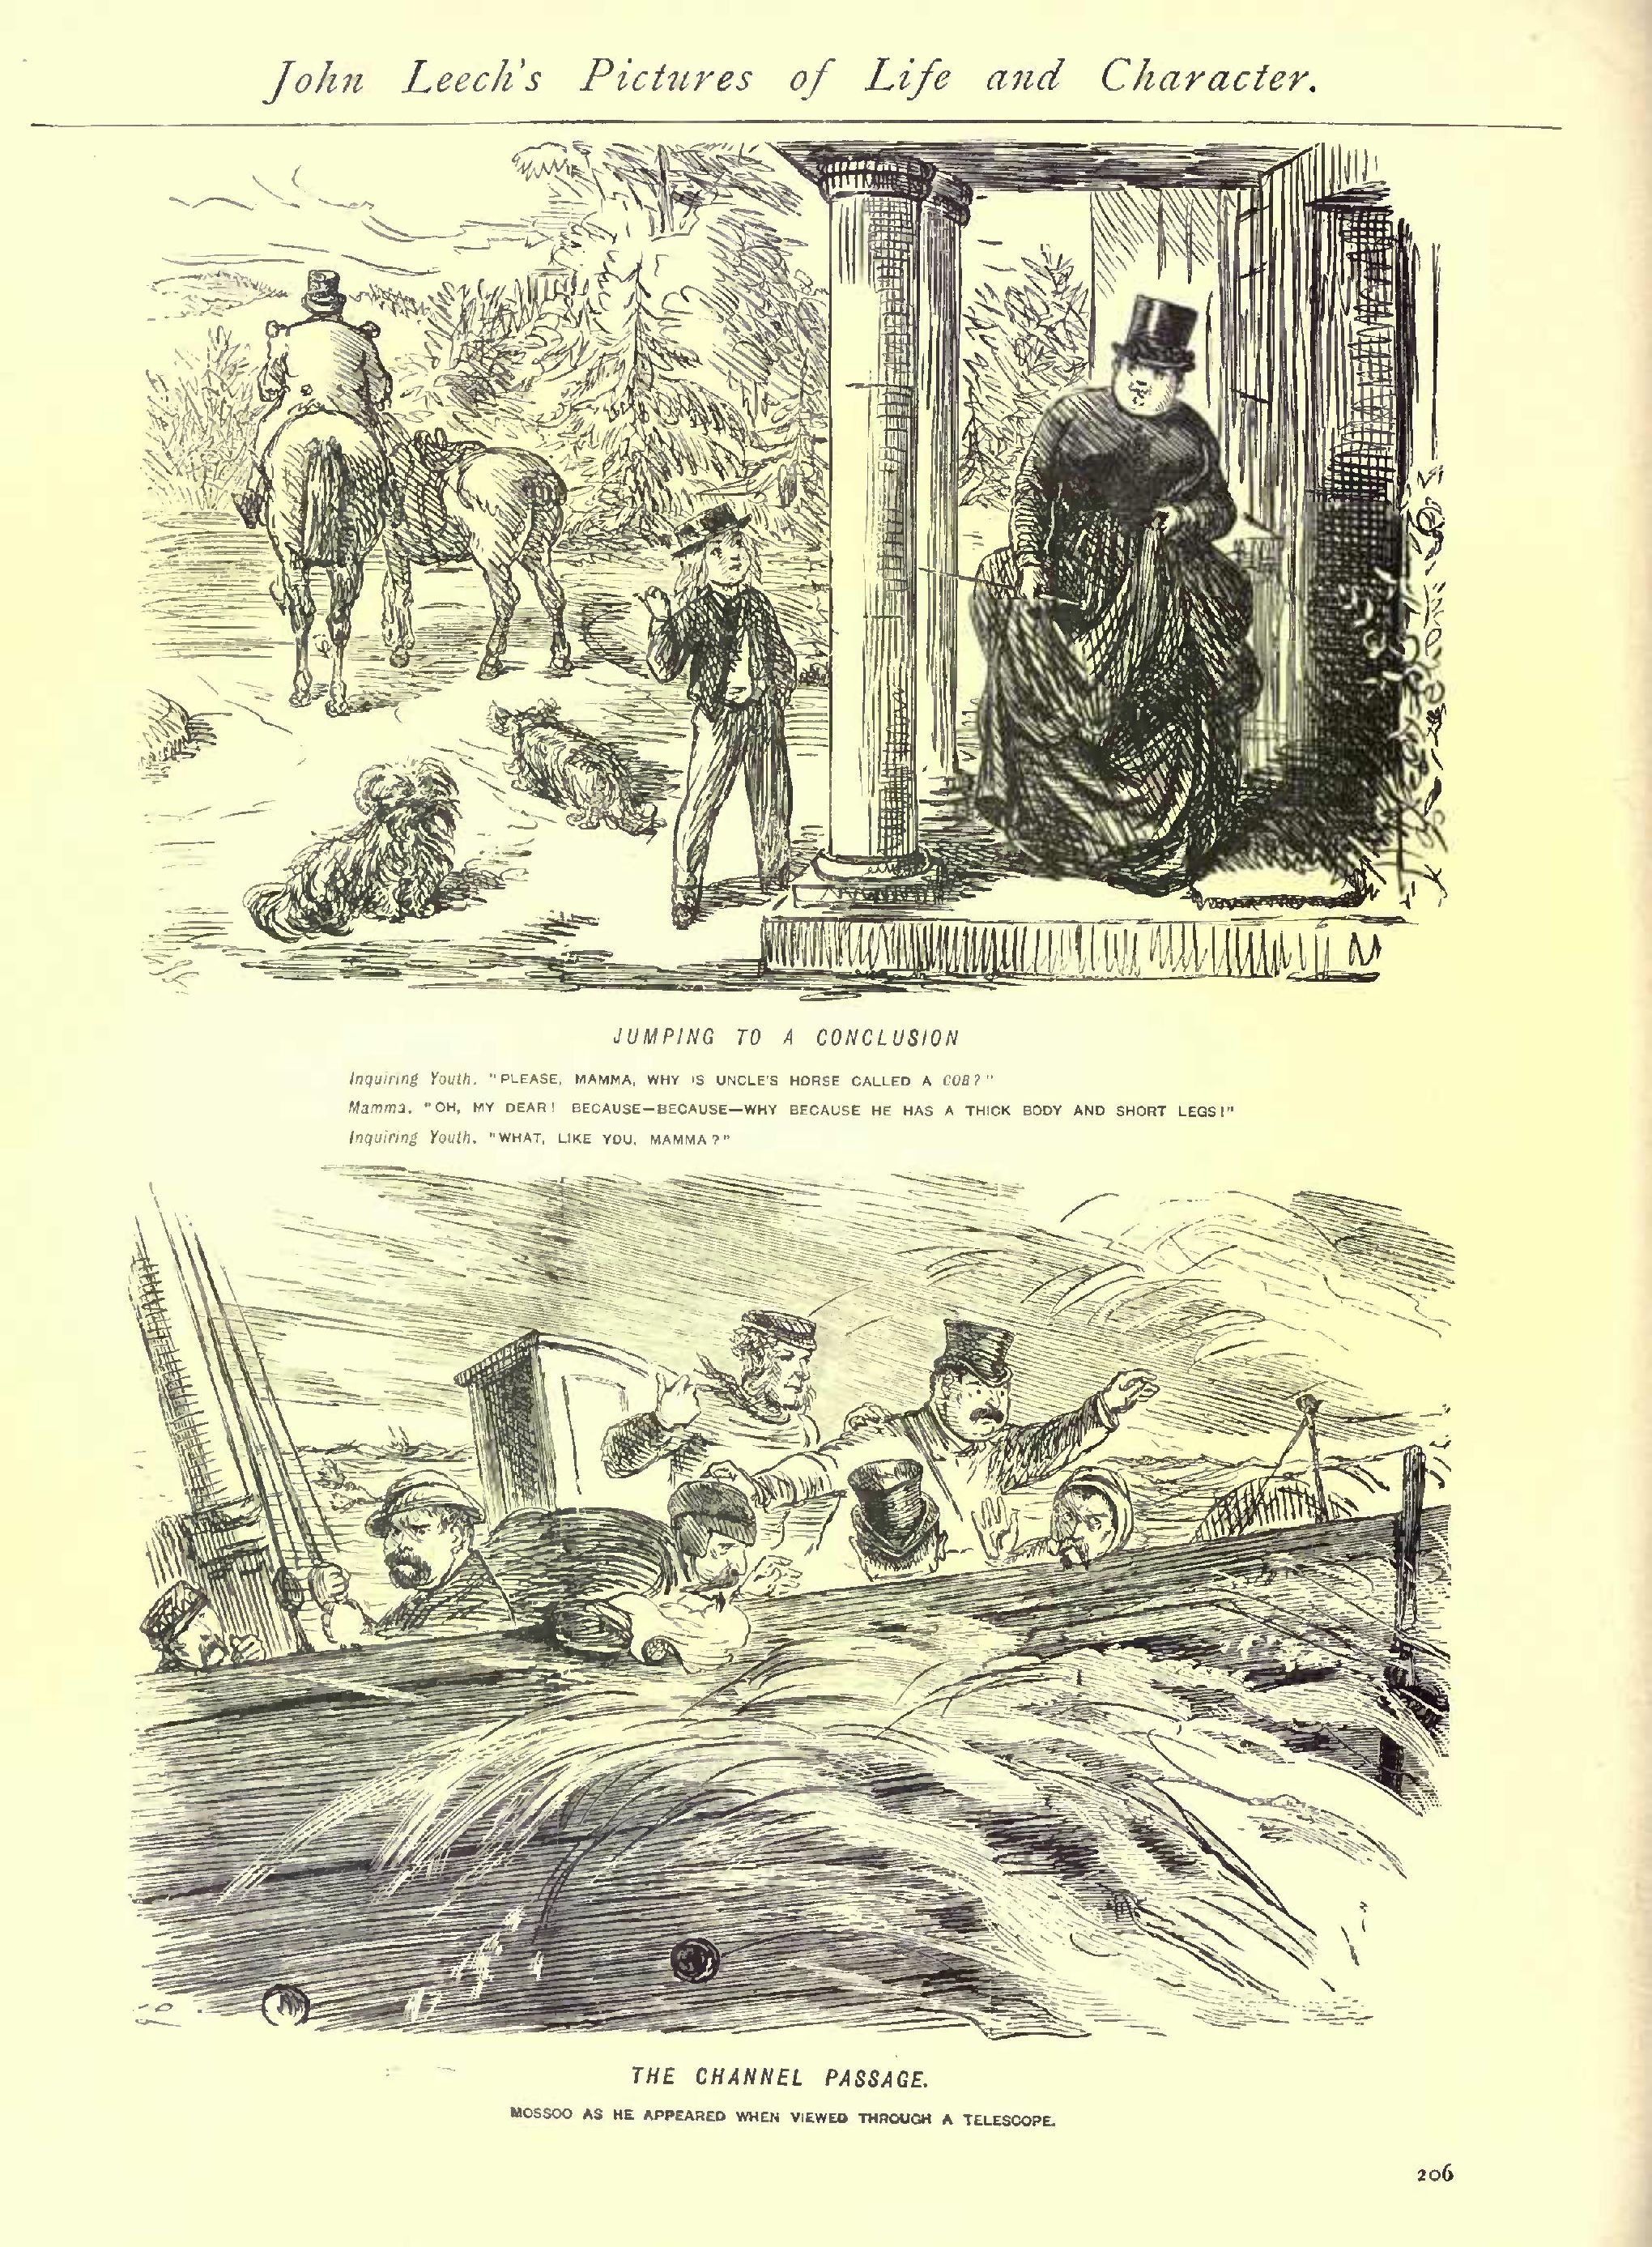 John Leech's Pictures of Life and Character.
JUMPING TO A CONCLUSION
Inquiring Youth. "PLEASE, MAMMA, WHY IS UNCLE'S HORSE CALLED A COB?"
Mamma. "OH, MY DEAR! BECAUSE—BECAUSE—WHY BECAUSE HE HAS A THICK BODY AND SHORT LEGS!"
Inquiring Youth. "WHAT, LIKE YOU, MAMMA?"
THE CHANNEL PASSAGE.
MOSSOO AS HE APPEARED WHEN VIEWED THROUGH A TELESCOPE.
206